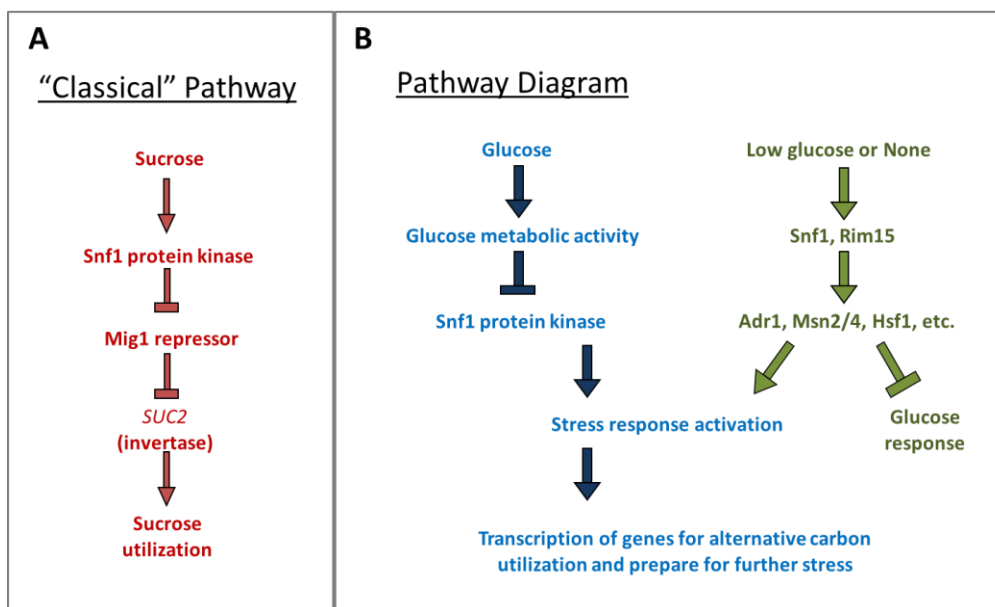 A
"Classical" Pathway
Sucrose
Snf1 protein kinase
Mig1 repressor
SUC2
(invertase)
Sucrose
utilization
B
Pathway Diagram
Glucose
Glucose metabolic activity
Snf1 protein kinase
Stress response activation
Transcription of genes for alternative carbon
utilization and prepare for further stress
Low glucose or None
Snf1, Rim15
Adr1, Msn2/4, Hsf1, etc.
Glucose
response